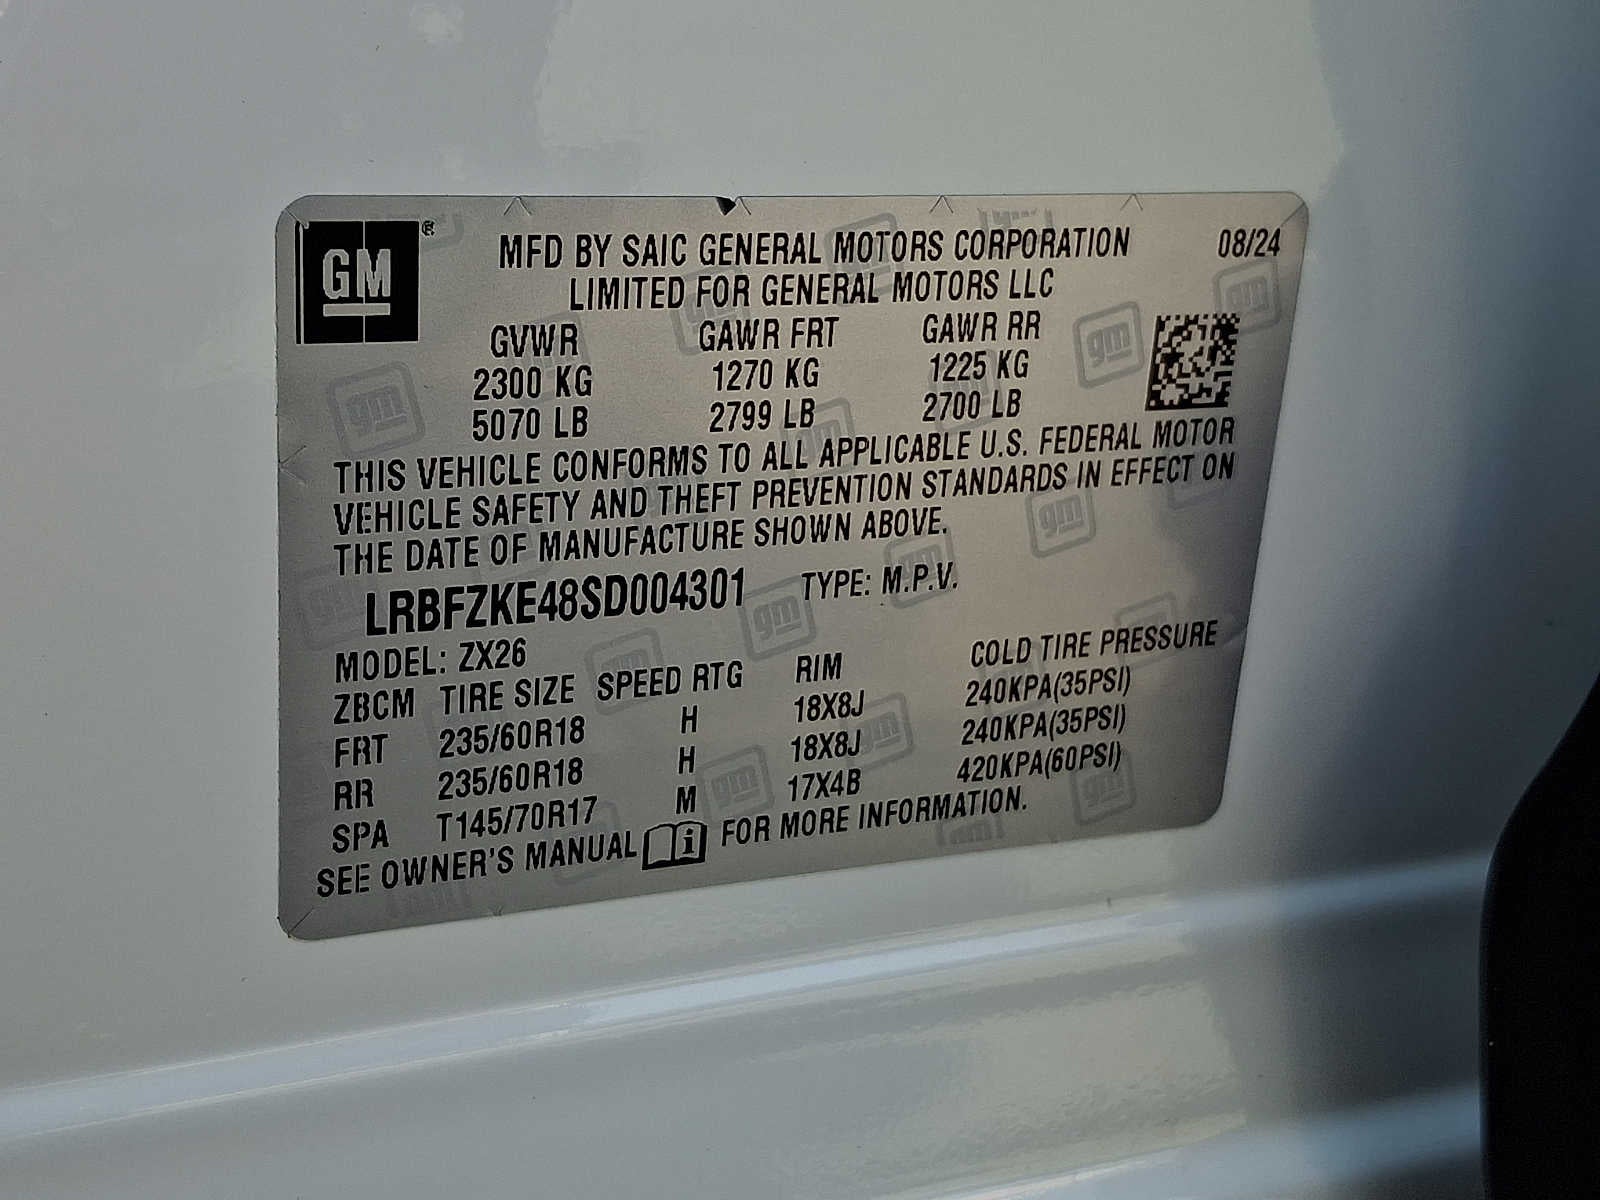 GM®
MFD BY SAIC GENERAL MOTORS CORPORATION 08/24
LIMITED FOR GENERAL MOTORS LLC
GVWR GAWR FRT GAWR RR
2300 KG 1270 KG 1225 KG
5070 LB 2799 LB 2700 LB
THIS VEHICLE CONFORMS TO ALL APPLICABLE U.S. FEDERAL MOTOR
VEHICLE SAFETY AND THEFT PREVENTION STANDARDS IN EFFECT ON
THE DATE OF MANUFACTURE SHOWN ABOVE.
LRBFZKE48SD004301 TYPE: M.P.V.
MODEL: ZX26
ZBCM TIRE SIZE SPEED RTG RIM COLD TIRE PRESSURE
FRT 235/60R18 H 18X8J 240KPA(35PSI)
RR 235/60R18 H 18X8J 240KPA(35PSI)
SPA T145/70R17 M 17X4B 420KPA(60PSI)
SEE OWNER'S MANUAL i FOR MORE INFORMATION.